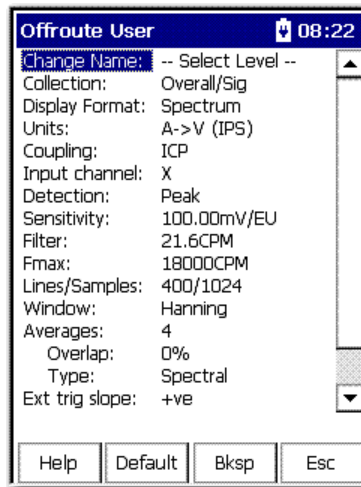 Offroute User 08:22
Change Name: -- Select Level --
Collection: Overall/Sig
Display Format: Spectrum
Units: A->V (IPS)
Coupling: ICP
Input channel: X
Detection: Peak
Sensitivity: 100.00mV/EU
Filter: 21.6CPM
Fmax: 18000CPM
Lines/Samples: 400/1024
Window: Hanning
Averages: 4
Overlap: 0%
Type: Spectral
Ext trig slope: +ve
Help Default Bksp Esc